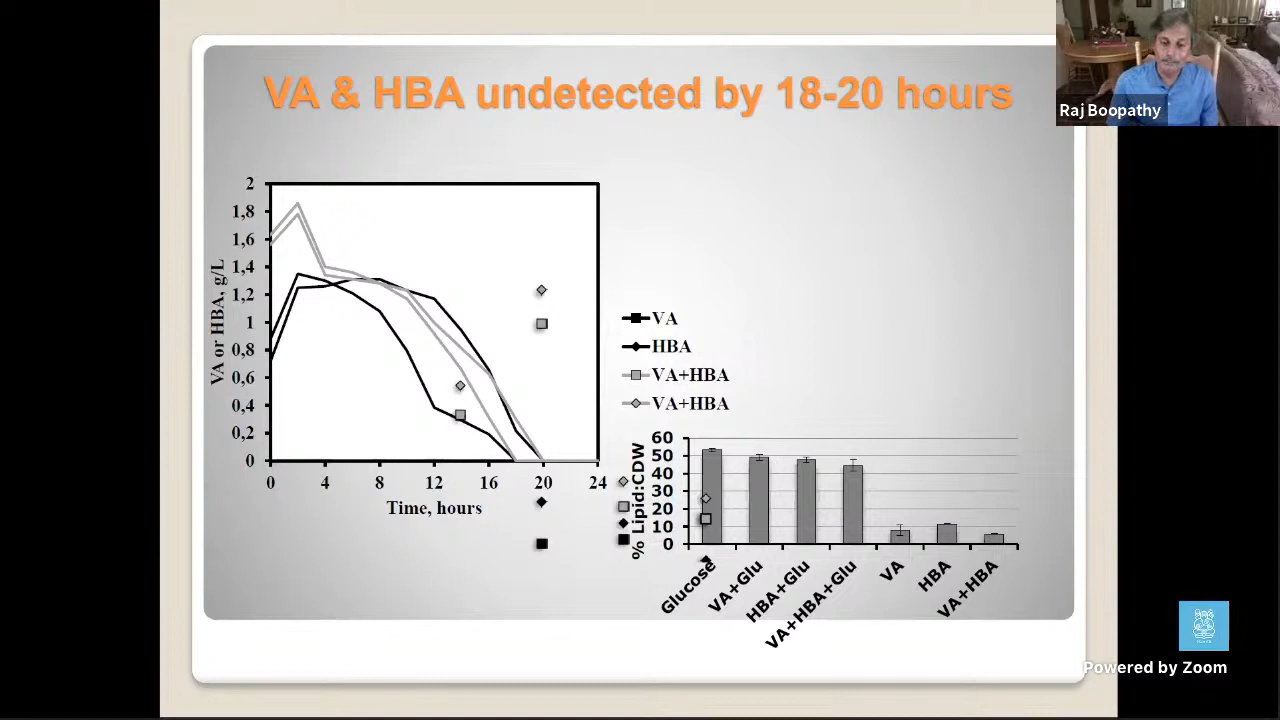 VA & HBA undetected by 18-20 hours
Raj Boopathy
VA or HBA, g/L
2
1,8
1,6
1,4
1,2
1
0,8
0,6
0,4
0,2
0
0 4 8 12 16 20 24
Time, hours
VA
HBA
VA+HBA
VA+HBA
% Lipid:CDW
60
50
40
30
20
10
0
Glucose
VA+Glu
HBA+Glu
VA+HBA+Glu
VA
HBA
VA+HBA
Powered by Zoom